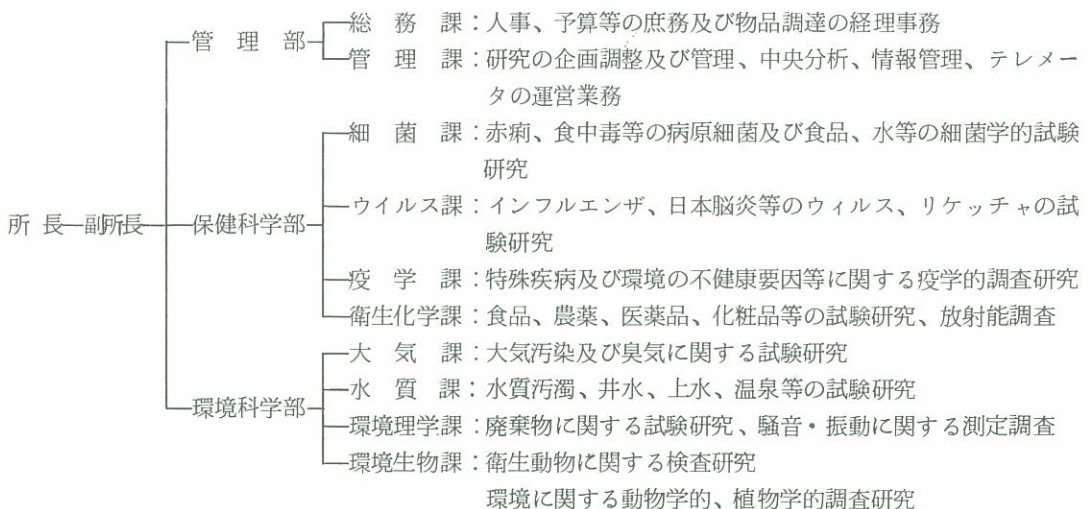 総務課：人事、予算等の庶務及び物品調達の経理事務
管理部
管理課：研究の企画調整及び管理、中央分析、情報管理、テレメー
タの運営業務
細菌課：赤痢、食中毒等の病原細菌及び食品、水等の細菌学的試験
研究
ウイルス課：インフルエンザ、日本脳炎等のウィルス、リケッチャの試
験研究
所長 副所長 保健科学部
疫学課：特殊疾病及び環境の不健康要因等に関する疫学的調査研究
衛生化学課：食品、農薬、医薬品、化粧品等の試験研究、放射能調査
大気課：大気汚染及び臭気に関する試験研究
水質課：水質汚濁、井水、上水、温泉等の試験研究
環境科学部
環境理学課：廃棄物に関する試験研究、騒音・振動に関する測定調査
環境生物課：衛生動物に関する検査研究
環境に関する動物学的、植物学的調査研究